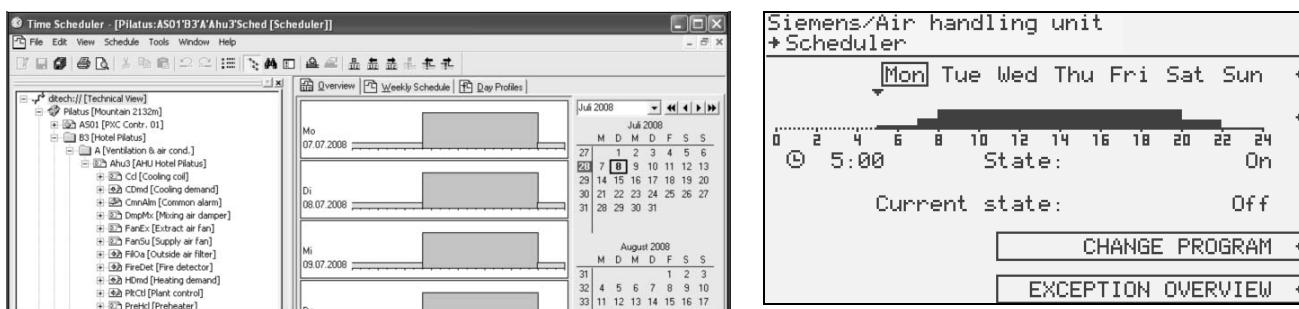 Time Scheduler - [Pilatus:AS01'B3'A'Ahu3'Sched [Scheduler]]
File Edit View Schedule Tools Window Help
ditech:// [Technical View]
Pilatus [Mountain 2132m]
AS01 [PXC Contr. 01]
B3 [Hotel Pilatus]
A [Ventilation & air cond.]
Ahu3 [AHU Hotel Pilatus]
Ccl [Cooling coil]
CDmd [Cooling demand]
CmnAlm [Common alarm]
DmpMx [Mixing air damper]
FanEx [Extract air fan]
FanSu [Supply air fan]
FilOa [Outside air filter]
FireDet [Fire detector]
HDmd [Heating demand]
PltCtl [Plant control]
PreHcl [Preheater]
Overview Weekly Schedule Day Profiles
Mo
07.07.2008
Di
08.07.2008
Mi
09.07.2008
Juli 2008
Juli 2008
M D M D F S S
27 1 2 3 4 5 6
28 7 8 9 10 11 12 13
29 14 15 16 17 18 19 20
30 21 22 23 24 25 26 27
31 28 29 30 31
August 2008
M D M D F S S
31 1 2 3
32 4 5 6 7 8 9 10
33 11 12 13 14 15 16 17
Siemens/Air handling unit
Scheduler
Mon Tue Wed Thu Fri Sat Sun
0 2 4 6 8 10 12 14 16 18 20 22 24
5:00 State: On
Current state: Off
CHANGE PROGRAM
EXCEPTION OVERVIEW